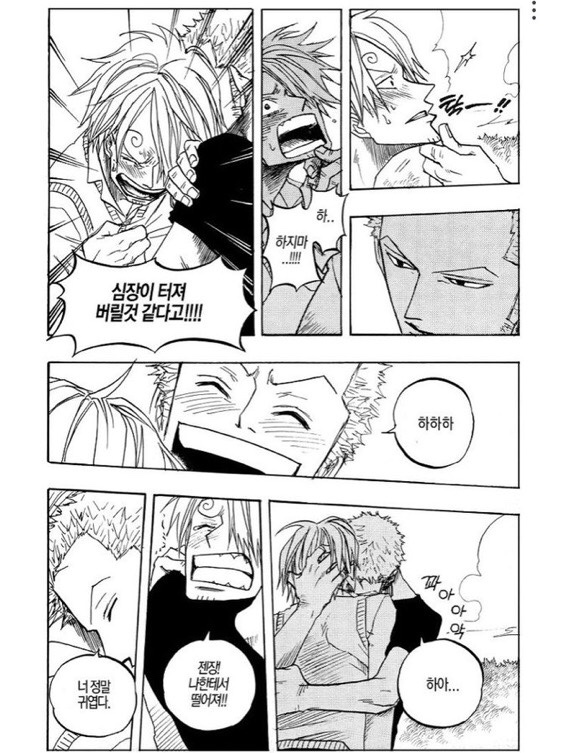 하..
하지마
...!!!!
심장이 터져
버릴것 같다고!!!!
하하하
파
아
아
악
하아...
젠장!
나한테서
떨어져!!
너 정말
귀엽다.